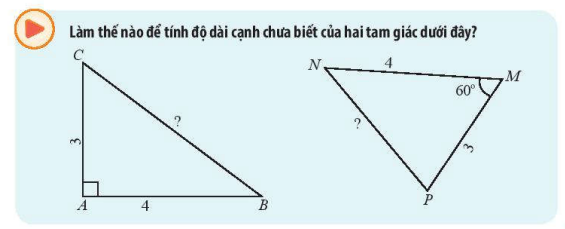 Làm thế nào để tính độ dài cạnh chưa biết của hai tam giác dưới đây?
C
3
?
A
4
B
N
4
M
60°
?
3
P